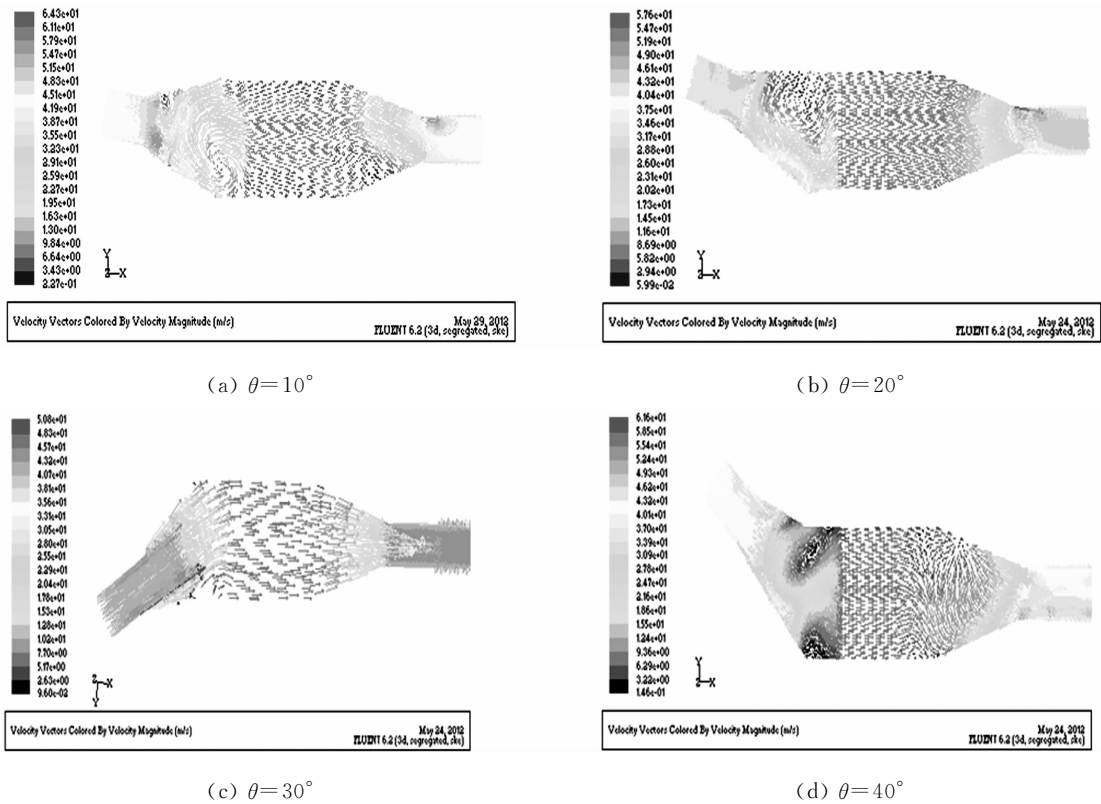 6.43e+01
6.11e+01
5.79e+01
5.47e+01
5.15e+01
4.83e+01
4.51e+01
4.19e+01
3.87e+01
3.55e+01
3.23e+01
2.91e+01
2.59e+01
2.27e+01
1.95e+01
1.63e+01
1.30e+01
9.84e+00
6.64e+00
3.43e+00
2.27e-01
Y
Z X
Velocity Vectors Colored By Velocity Magnitude (m/s)
May 29, 2012
FLUENT 6.2 (3d, segregated, ske)
(a) θ=10°
5.76e+01
5.47e+01
5.19e+01
4.90e+01
4.61e+01
4.32e+01
4.04e+01
3.75e+01
3.46e+01
3.17e+01
2.88e+01
2.60e+01
2.31e+01
2.02e+01
1.73e+01
1.45e+01
1.16e+01
8.69e+00
5.82e+00
2.94e+00
5.99e-02
Y
Z X
Velocity Vectors Colored By Velocity Magnitude (m/s)
May 24, 2012
FLUENT 6.2 (3d, segregated, ske)
(b) θ=20°
5.08e+01
4.83e+01
4.57e+01
4.32e+01
4.07e+01
3.81e+01
3.56e+01
3.31e+01
3.05e+01
2.80e+01
2.55e+01
2.29e+01
2.04e+01
1.78e+01
1.53e+01
1.28e+01
1.02e+01
7.70e+00
5.17e+00
2.63e+00
9.60e-02
Z X
Y
Velocity Vectors Colored By Velocity Magnitude (m/s)
May 24, 2012
FLUENT 6.2 (3d, segregated, ske)
(c) θ=30°
6.16e+01
5.85e+01
5.54e+01
5.24e+01
4.93e+01
4.62e+01
4.32e+01
4.01e+01
3.70e+01
3.39e+01
3.09e+01
2.78e+01
2.47e+01
2.16e+01
1.86e+01
1.55e+01
1.24e+01
9.36e+00
6.29e+00
3.22e+00
1.46e-01
Y
Z X
Velocity Vectors Colored By Velocity Magnitude (m/s)
May 24, 2012
FLUENT 6.2 (3d, segregated, ske)
(d) θ=40°